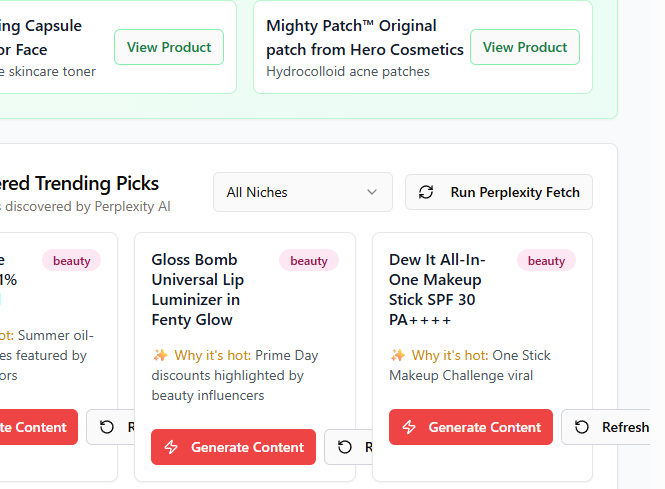 ing Capsule
or Face
e skincare toner
View Product
Mighty Patch™ Original
patch from Hero Cosmetics
Hydrocolloid acne patches
View Product
ered Trending Picks
s discovered by Perplexity AI
All Niches
Run Perplexity Fetch
e
1%
beauty
ot: Summer oil-
es featured by
ors
te Content
R
Gloss Bomb
Universal Lip
Luminizer in
Fenty Glow
beauty
✨ Why it's hot: Prime Day
discounts highlighted by
beauty influencers
Generate Content
R
Dew It All-In-
One Makeup
Stick SPF 30
PA++++
beauty
✨ Why it's hot: One Stick
Makeup Challenge viral
Generate Content
Refresh